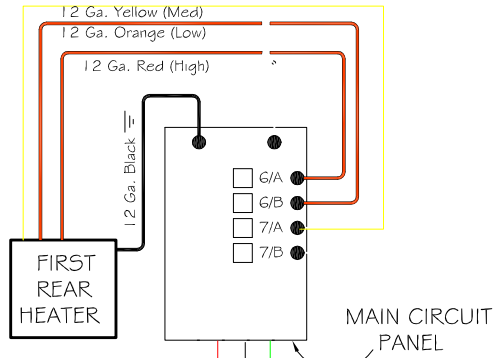 12 Ga. Yellow (Med)
12 Ga. Orange (Low)
12 Ga. Red (High)
12 Ga. Black
6/A
6/B
7/A
7/B
FIRST
REAR
HEATER
MAIN CIRCUIT
PANEL